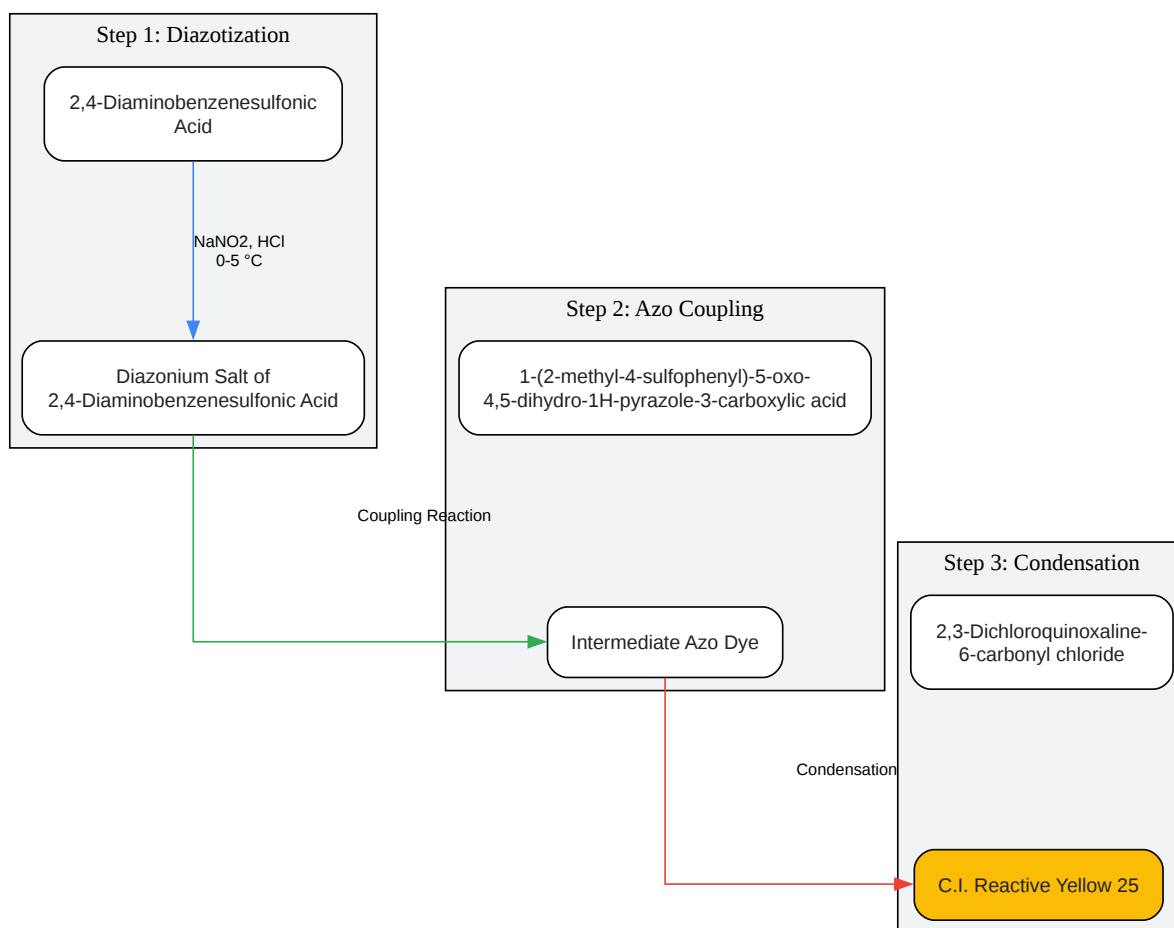 Step 1: Diazotization
2,4-Diaminobenzenesulfonic
Acid
NaNO2, HCl
0-5 °C
Diazonium Salt of
2,4-Diaminobenzenesulfonic Acid
Step 2: Azo Coupling
1-(2-methyl-4-sulfophenyl)-5-oxo-
4,5-dihydro-1H-pyrazole-3-carboxylic acid
Coupling Reaction
Intermediate Azo Dye
Step 3: Condensation
2,3-Dichloroquinoxaline-
6-carbonyl chloride
Condensation
C.I. Reactive Yellow 25